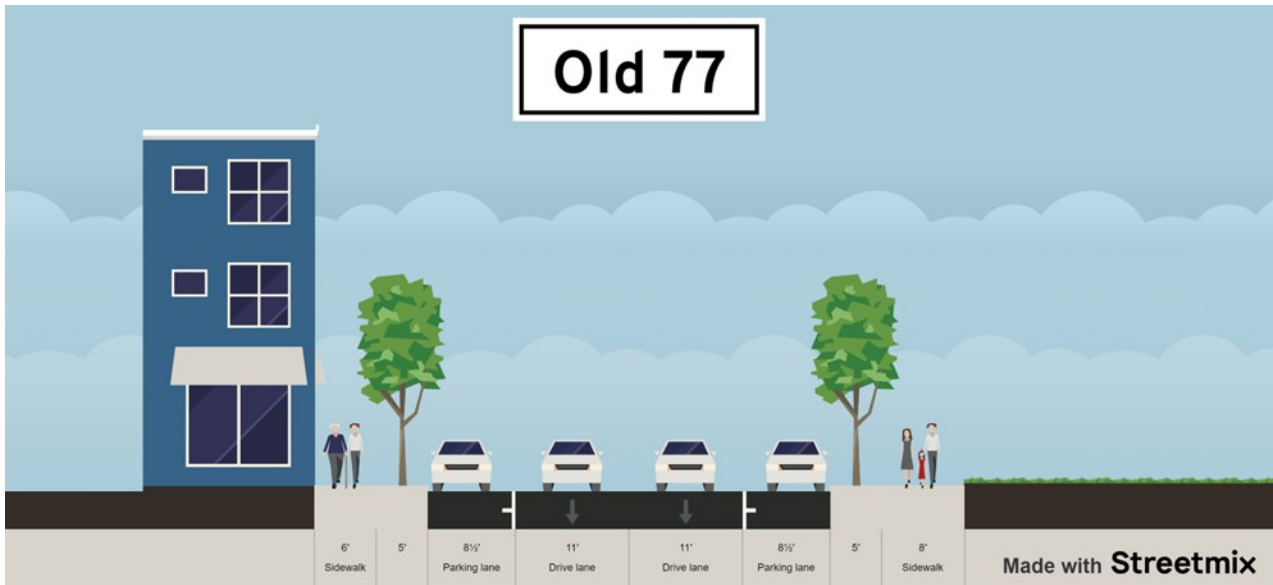 Old 77
6' 5' 8½' 11' 11' 8½' 5' 8'
Sidewalk Parking lane Drive lane Drive lane Parking lane Sidewalk
Made with Streetmix